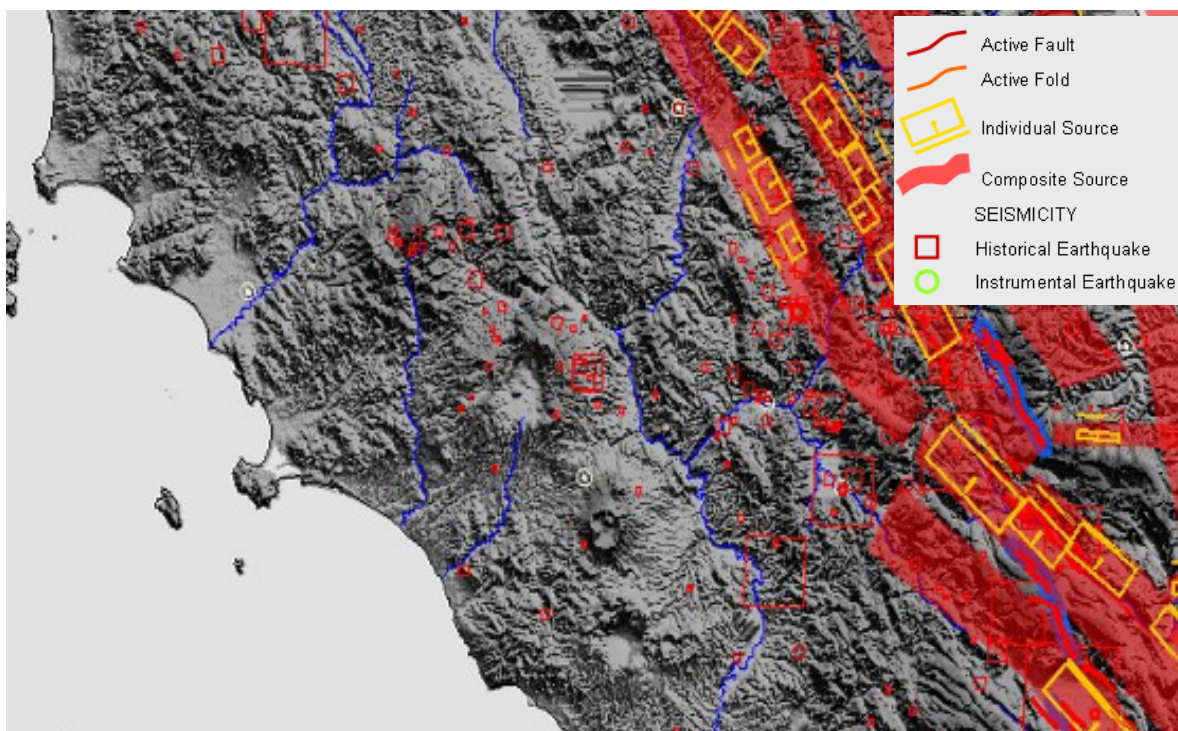 Active Fault
Active Fold
Individual Source
Composite Source
SEISMICITY
Historical Earthquake
Instrumental Earthquake